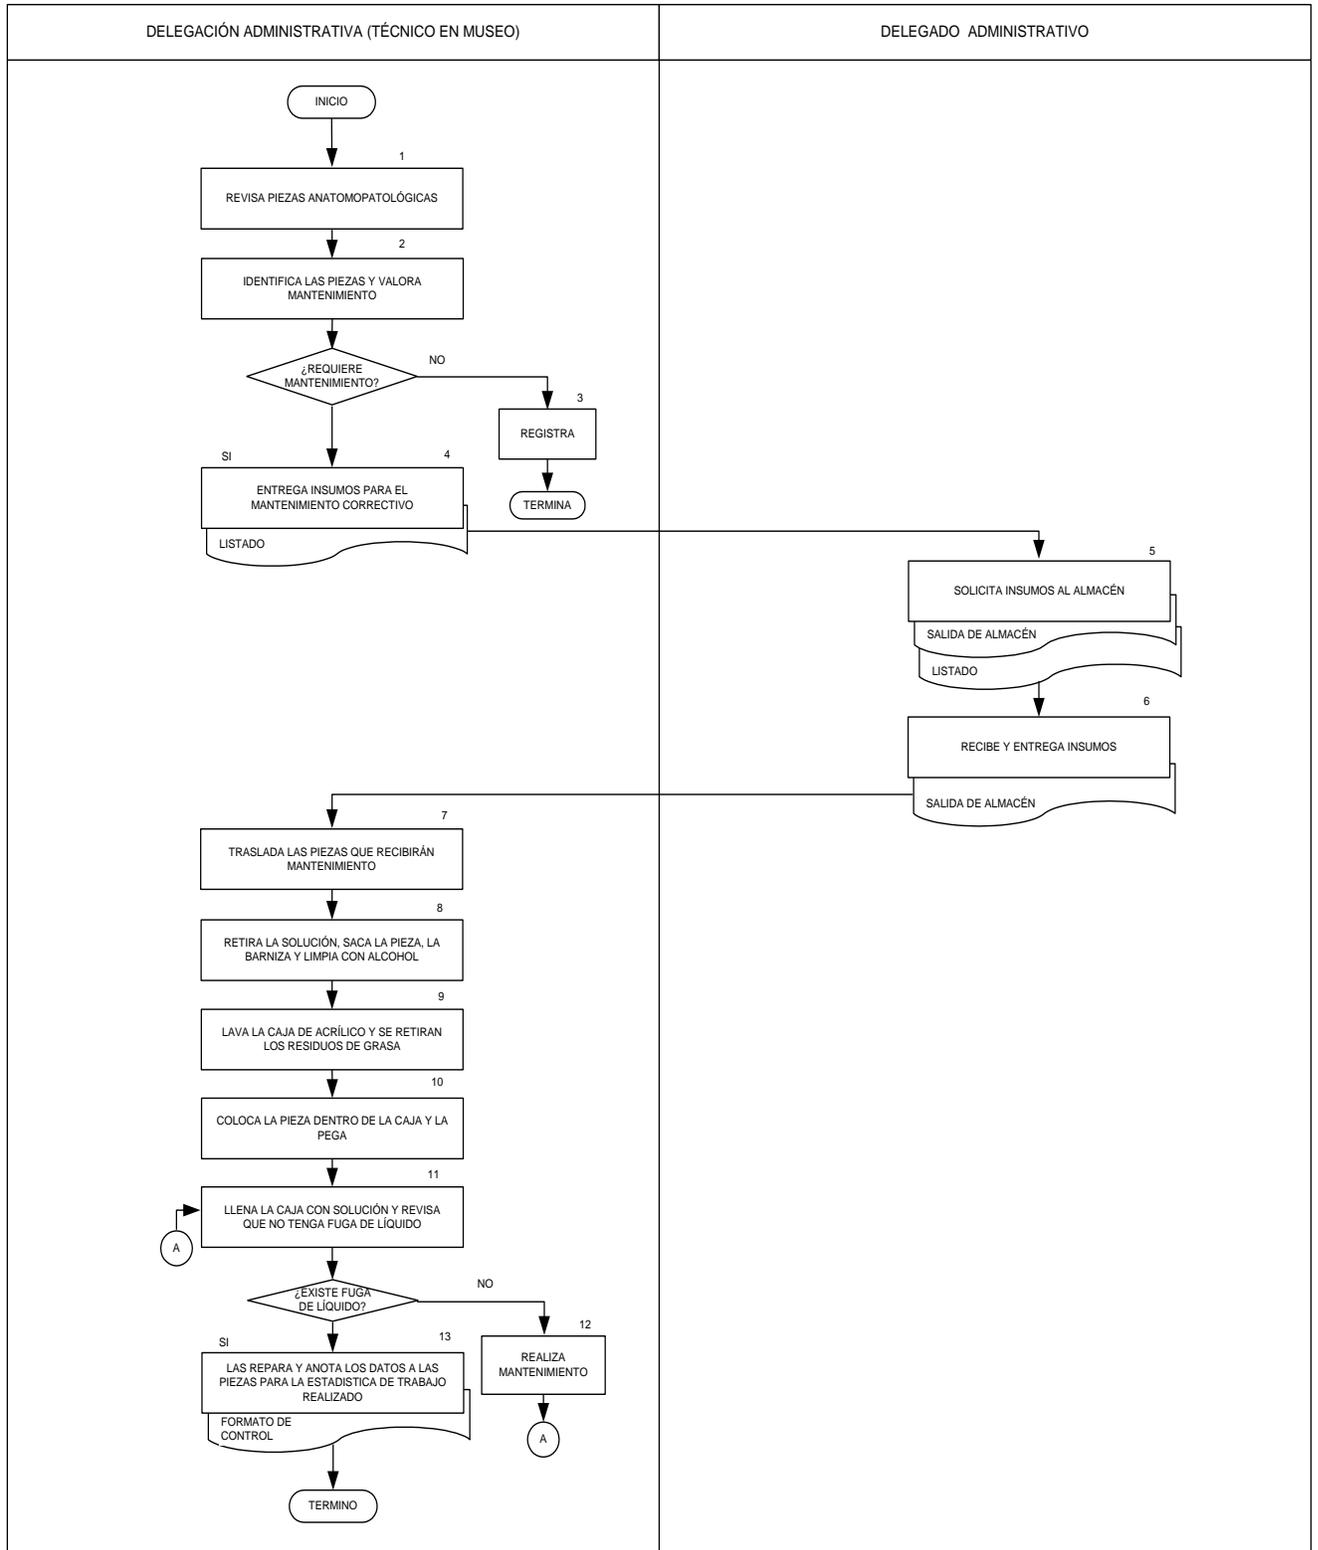 DELEGACIÓN ADMINISTRATIVA (TÉCNICO EN MUSEO)
DELEGADO ADMINISTRATIVO
INICIO
1
REVISA PIEZAS ANATOMOPATOLÓGICAS
2
IDENTIFICA LAS PIEZAS Y VALORA
MANTENIMIENTO
¿REQUIERE
MANTENIMIENTO?
NO
3
REGISTRA
TERMINA
SI
4
ENTREGA INSUMOS PARA EL
MANTENIMIENTO CORRECTIVO
LISTADO
5
SOLICITA INSUMOS AL ALMACÉN
SALIDA DE ALMACÉN
LISTADO
6
RECIBE Y ENTREGA INSUMOS
SALIDA DE ALMACÉN
7
TRASLADA LAS PIEZAS QUE RECIBIRÁN
MANTENIMIENTO
8
RETIRA LA SOLUCIÓN, SACA LA PIEZA, LA
BARNIZA Y LIMPIA CON ALCOHOL
9
LAVA LA CAJA DE ACRÍLICO Y SE RETIRAN
LOS RESIDUOS DE GRASA
10
COLOCA LA PIEZA DENTRO DE LA CAJA Y LA
PEGA
11
LLENA LA CAJA CON SOLUCIÓN Y REVISA
QUE NO TENGA FUGA DE LÍQUIDO
A
¿EXISTE FUGA
DE LÍQUIDO?
NO
12
REALIZA
MANTENIMIENTO
A
SI
13
LAS REPARA Y ANOTA LOS DATOS A LAS
PIEZAS PARA LA ESTADISTICA DE TRABAJO
REALIZADO
FORMATO DE
CONTROL
TERMINO